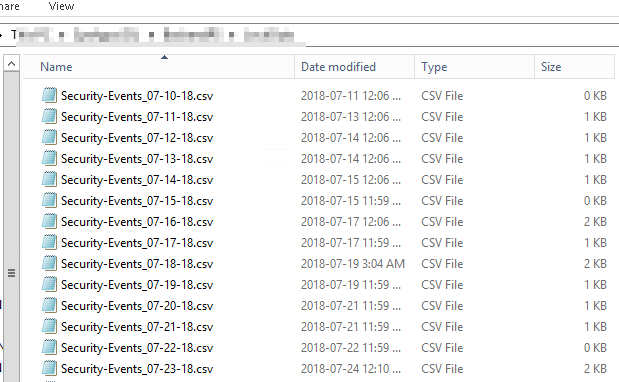 hare View
Name Date modified Type Size
Security-Events_07-10-18.csv 2018-07-11 12:06 ... CSV File 0 KB
Security-Events_07-11-18.csv 2018-07-13 12:06 ... CSV File 1 KB
Security-Events_07-12-18.csv 2018-07-14 12:06 ... CSV File 1 KB
Security-Events_07-13-18.csv 2018-07-14 12:06 ... CSV File 1 KB
Security-Events_07-14-18.csv 2018-07-15 12:06 ... CSV File 1 KB
Security-Events_07-15-18.csv 2018-07-15 11:59 ... CSV File 0 KB
Security-Events_07-16-18.csv 2018-07-17 12:06 ... CSV File 2 KB
Security-Events_07-17-18.csv 2018-07-17 11:59 ... CSV File 1 KB
Security-Events_07-18-18.csv 2018-07-19 3:04 AM CSV File 2 KB
Security-Events_07-19-18.csv 2018-07-19 11:59 ... CSV File 1 KB
Security-Events_07-20-18.csv 2018-07-21 11:59 ... CSV File 1 KB
Security-Events_07-21-18.csv 2018-07-21 11:59 ... CSV File 1 KB
Security-Events_07-22-18.csv 2018-07-22 11:59 ... CSV File 0 KB
Security-Events_07-23-18.csv 2018-07-24 12:10 ... CSV File 2 KB